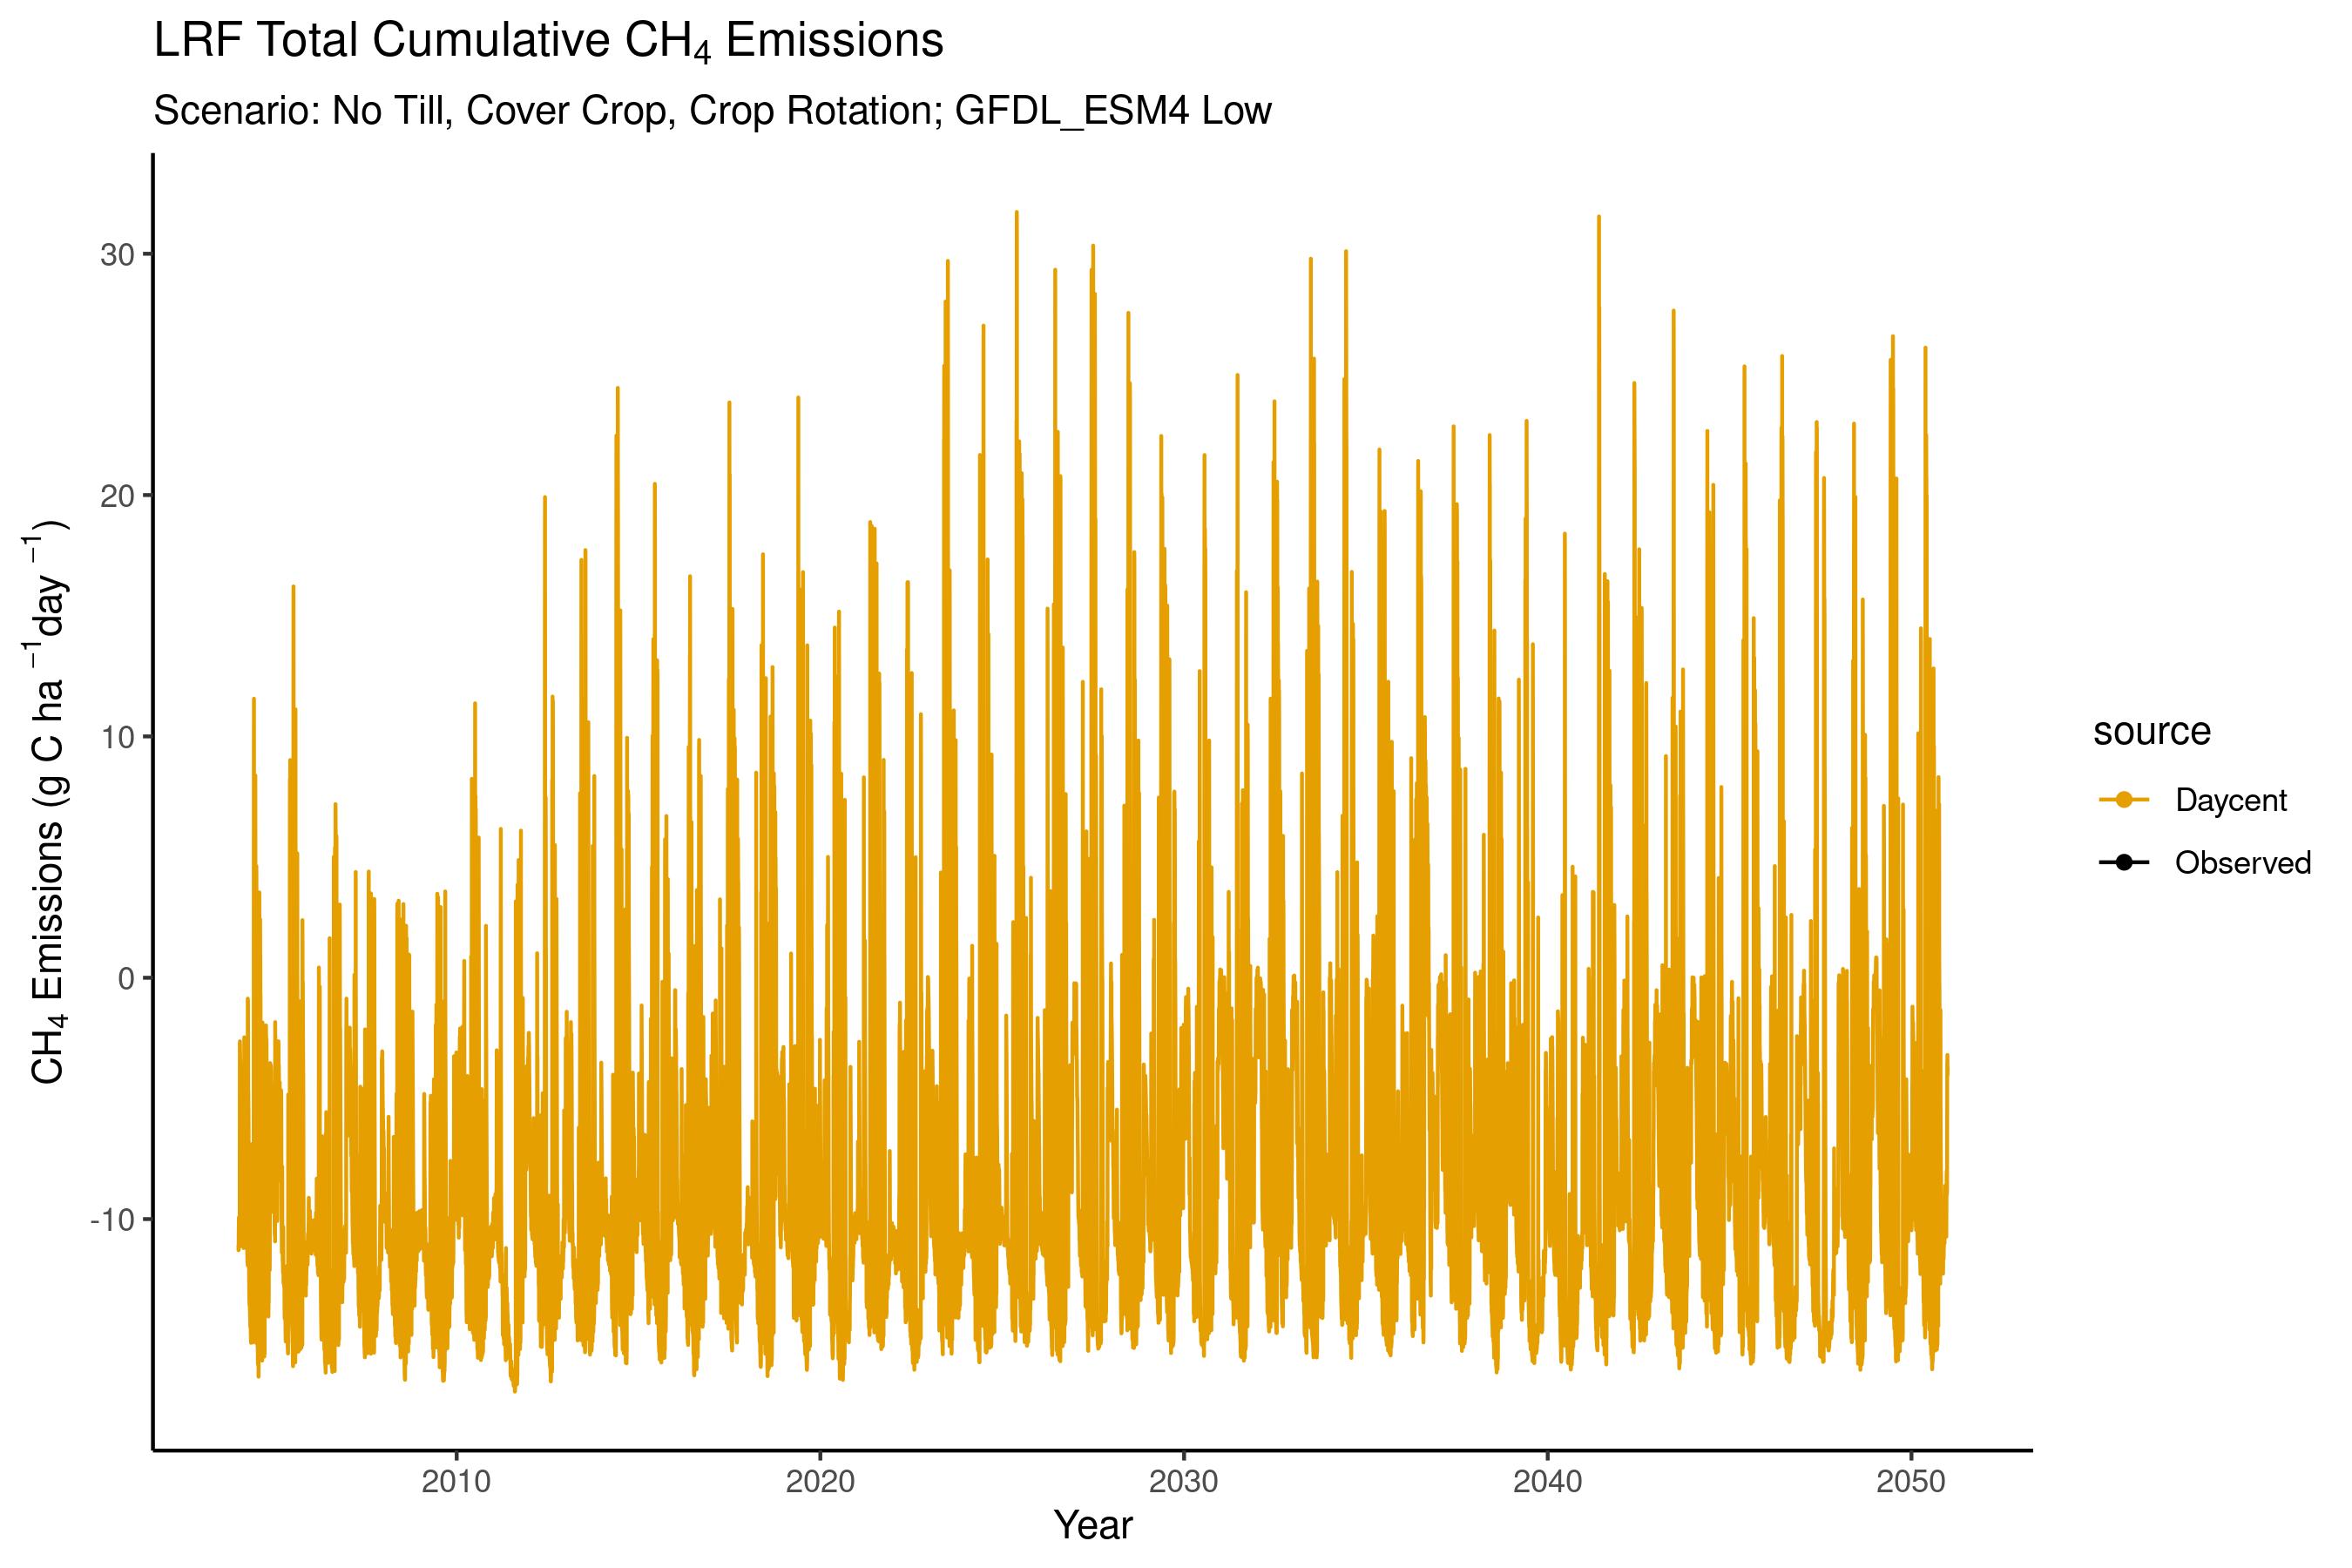 LRF Total Cumulative CH₄ Emissions
Scenario: No Till, Cover Crop, Crop Rotation; GFDL_ESM4 Low
CH₄ Emissions (g C ha ⁻¹day ⁻¹)
30
20
10
0
-10
2010
2020
2030
2040
2050
Year
source
Daycent
Observed